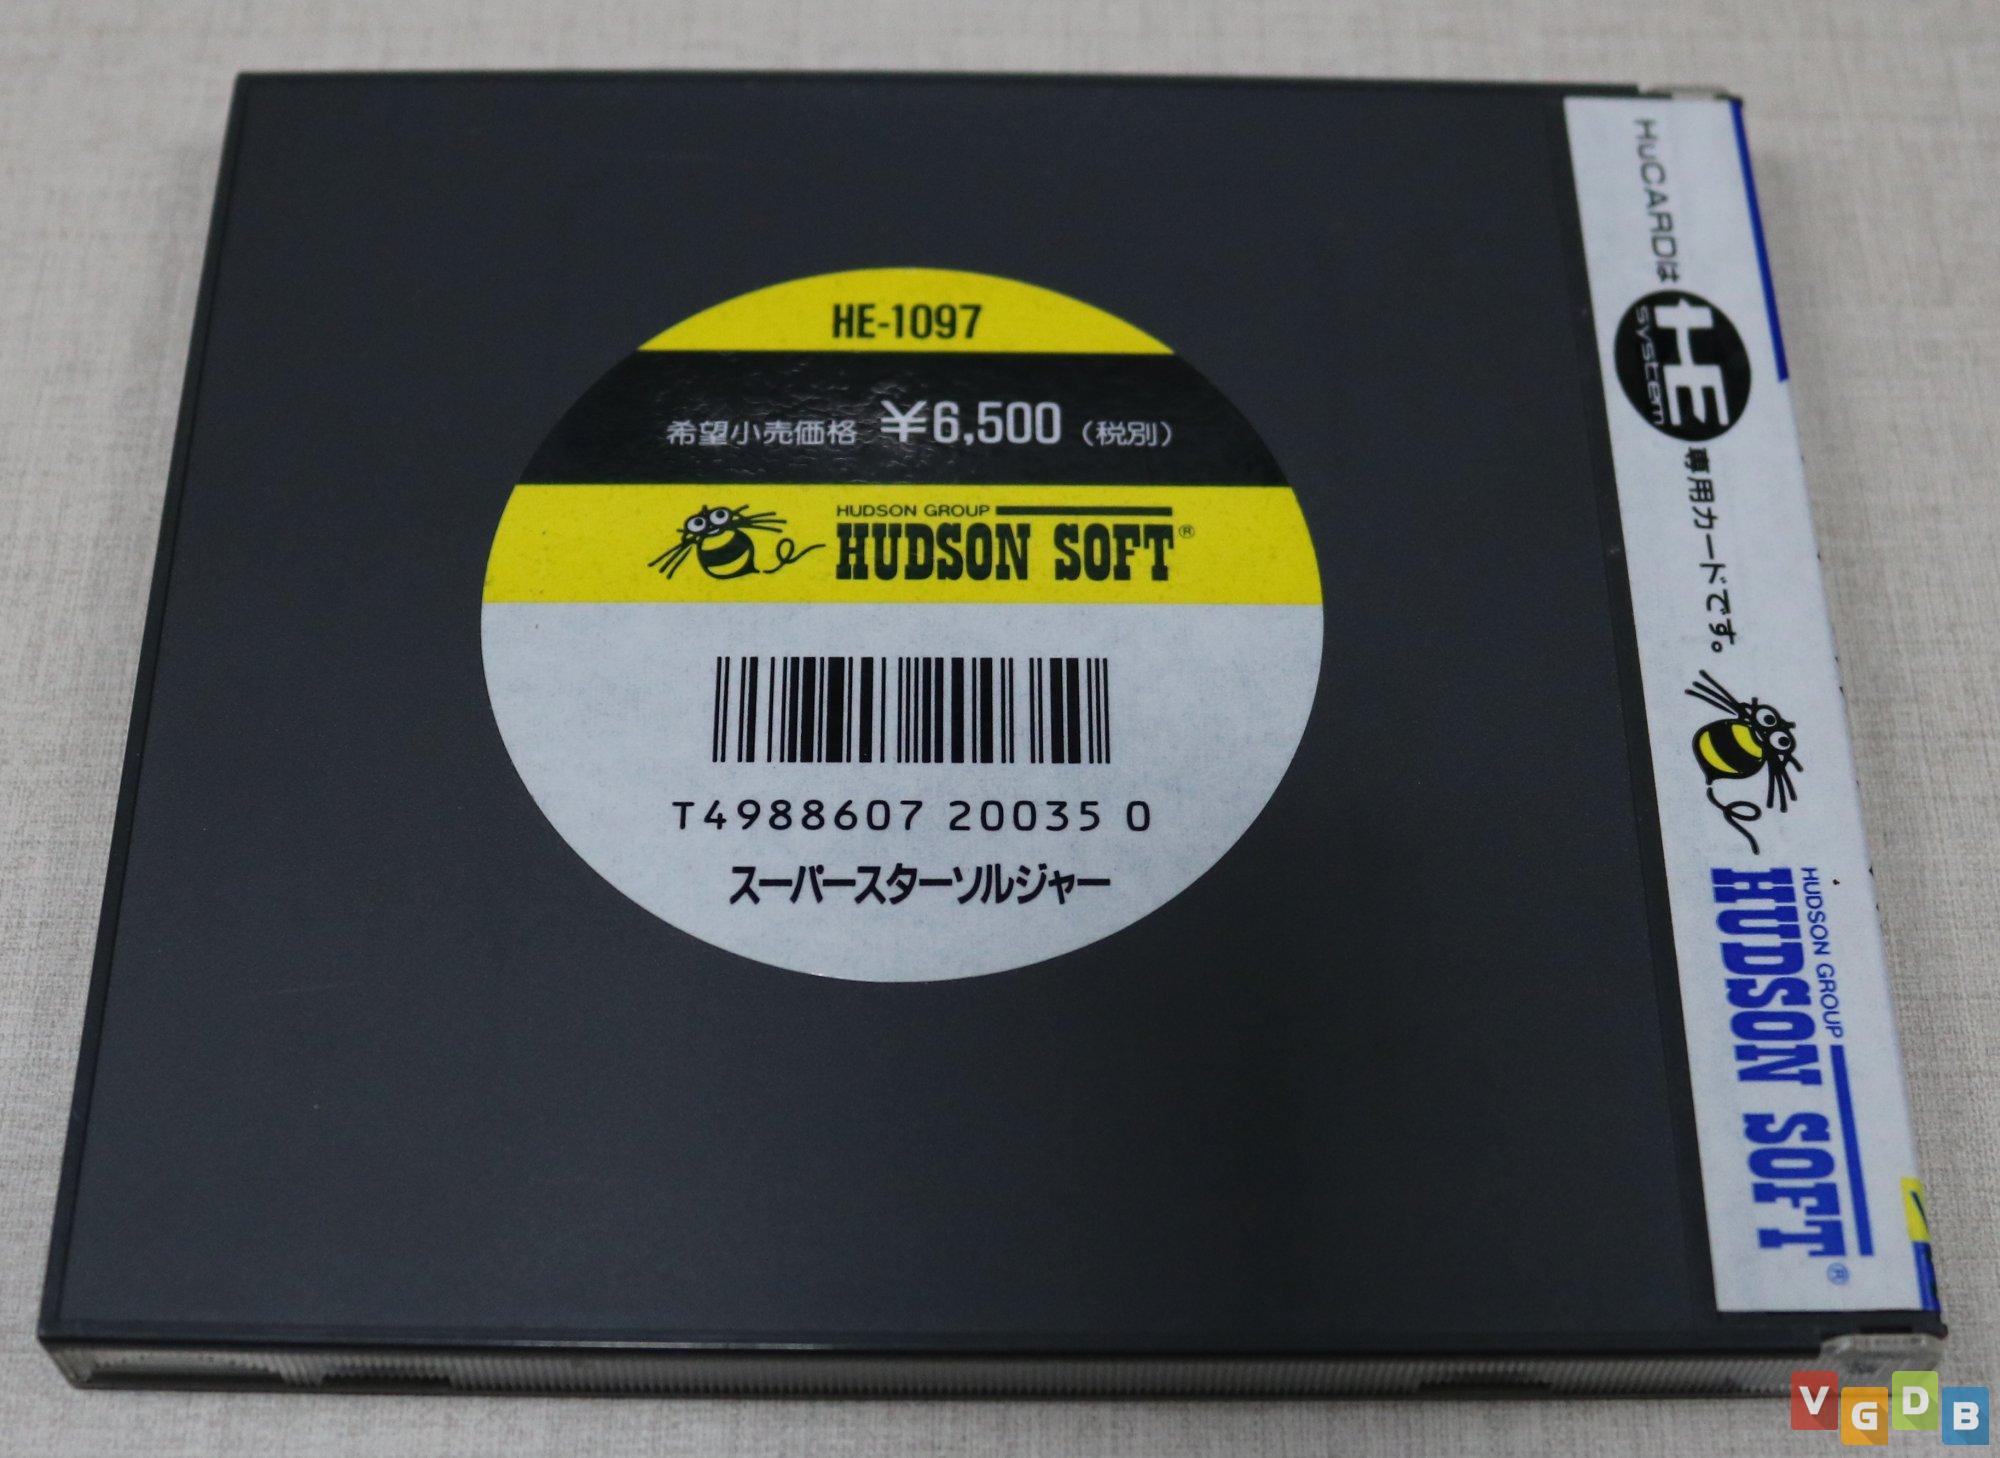 HE-1097
希望小売価格 ¥6,500 (税別)
HUDSON GROUP
HUDSON SOFT®
T4988607 20035 0
スーパースターソルジャー
HuCARDは HE system 専用カードです。
HUDSON GROUP
HUDSON SOFT®
VGDB